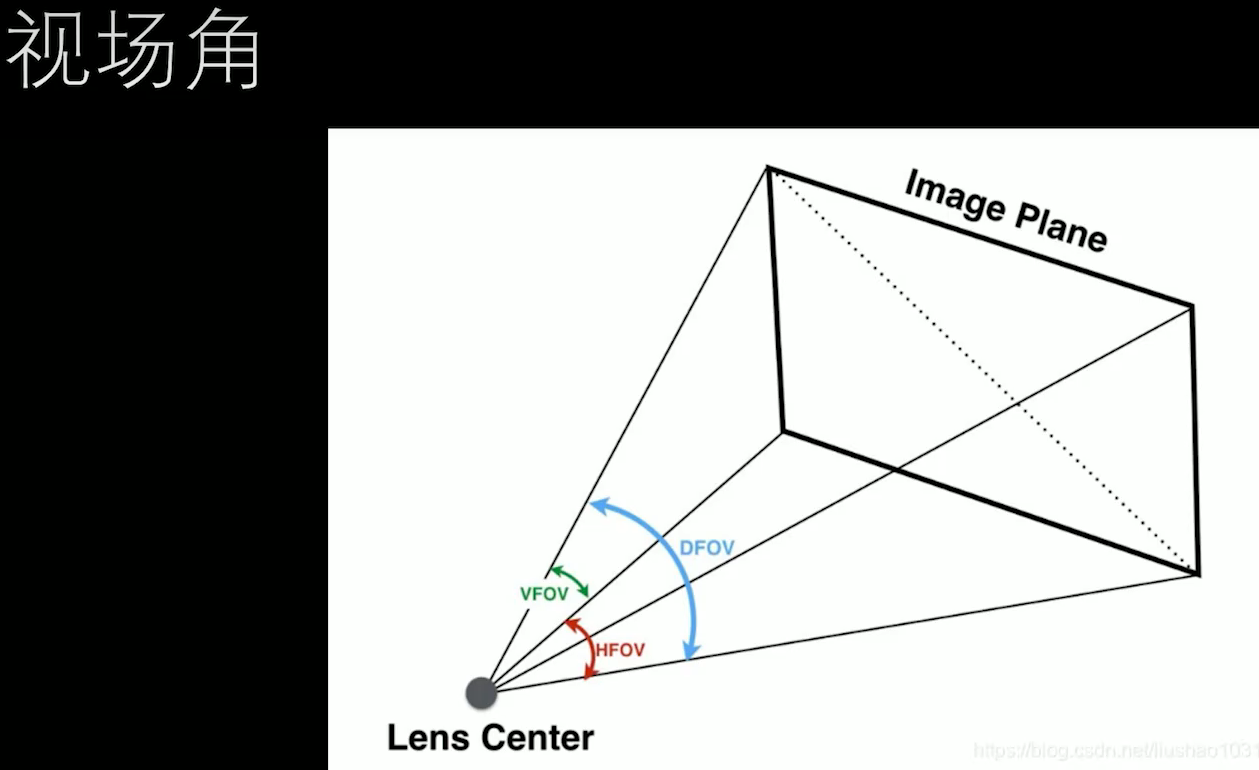 视场角
Image Plane
DFOV
VFOV
HFOV
Lens Center
https://blog.csdn.net/liushao1031